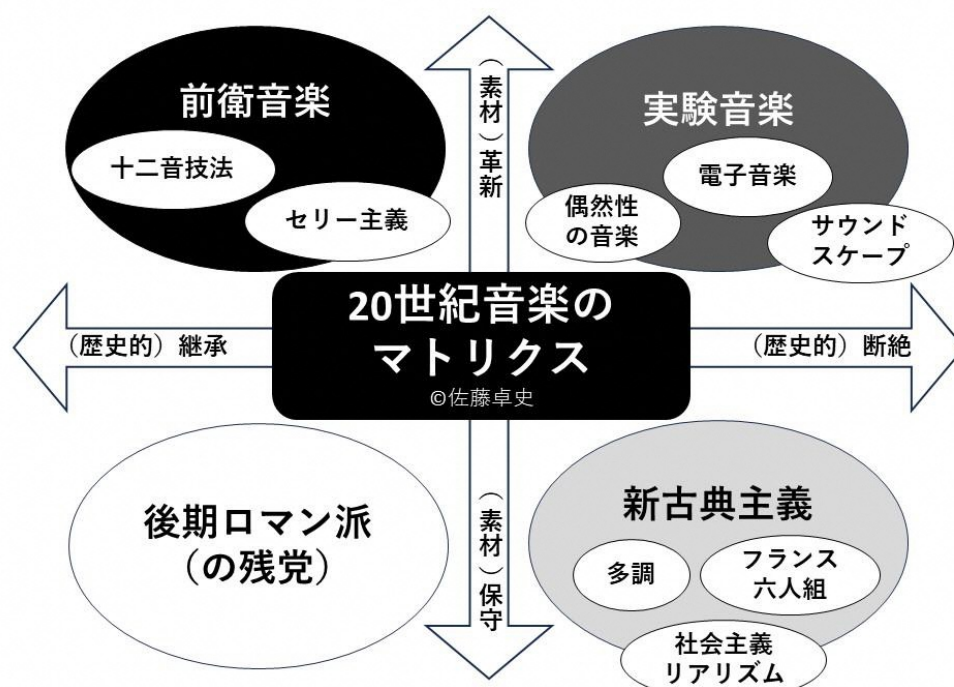 前衛音楽
十二音技法
セリー主義
（素材）革新
実験音楽
電子音楽
偶然性
の音楽
サウンド
スケープ
（歴史的）継承
20世紀音楽の
マトリクス
©佐藤卓史
（歴史的）断絶
後期ロマン派
（の残党）
（素材）保守
新古典主義
多調
フランス
六人組
社会主義
リアリズム